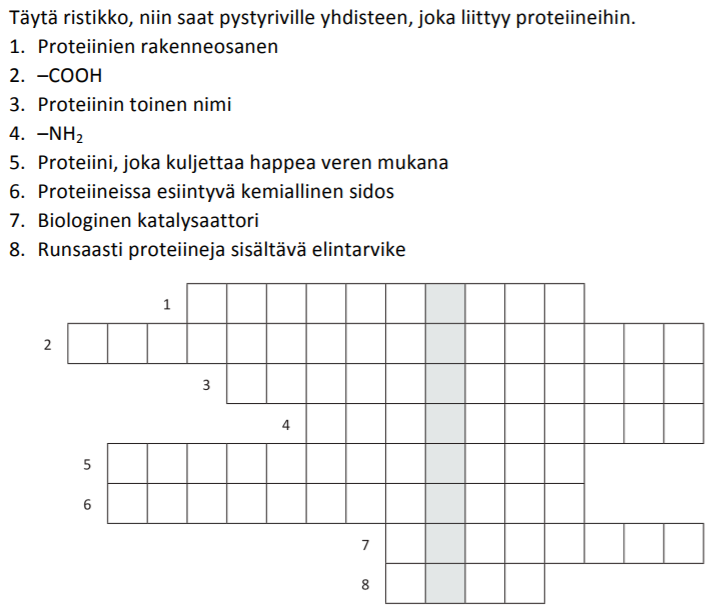 Täytä ristikko, niin saat pystyriville yhdisteen, joka liittyy proteiineihin.
1. Proteiinien rakenneosanen
2. –COOH
3. Proteiinin toinen nimi
4. –NH₂
5. Proteiini, joka kuljettaa happea veren mukana
6. Proteiineissa esiintyvä kemiallinen sidos
7. Biologinen katalysaattori
8. Runsaasti proteiineja sisältävä elintarvike
1
2
3
4
5
6
7
8